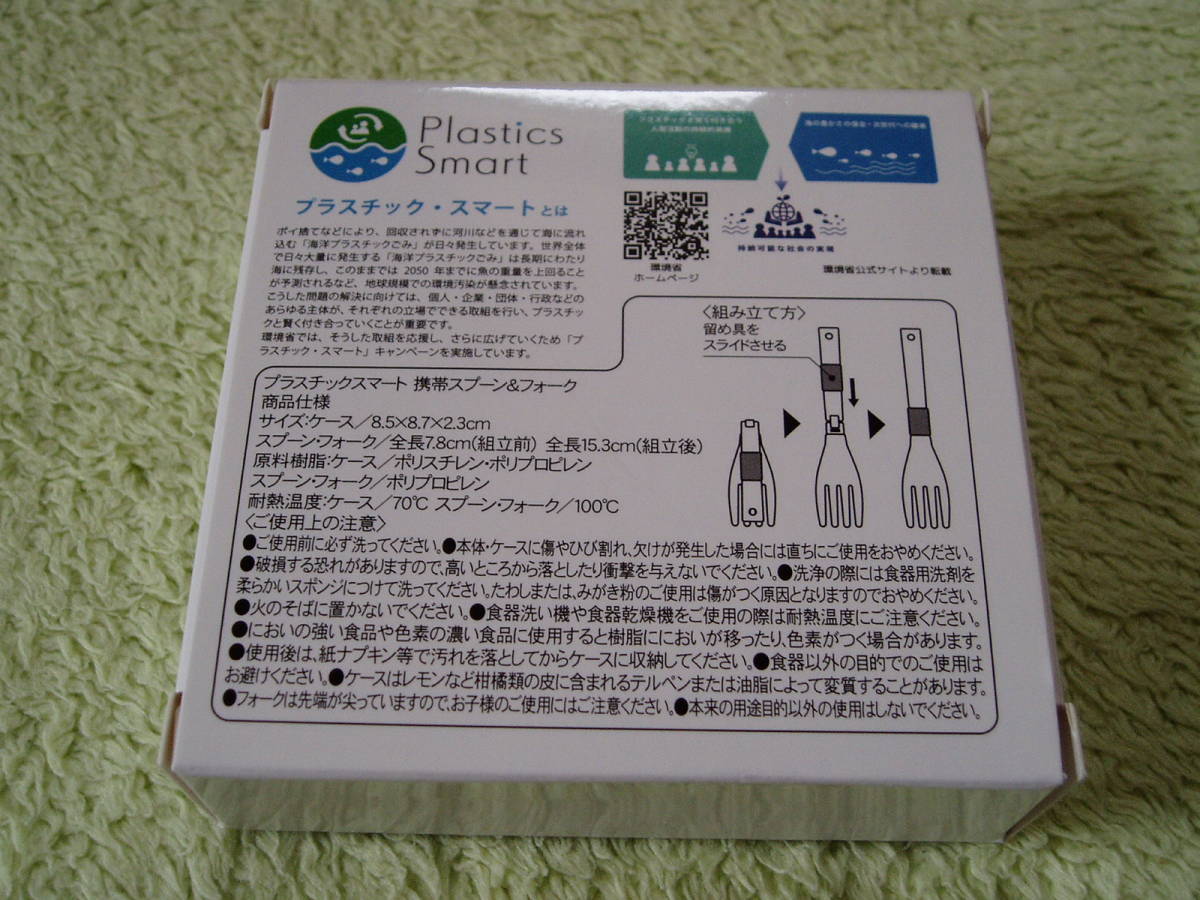 Plastics
Smart
プラスチック・スマートとは
ポイ捨てなどにより、回収されずに河川などを通じて海に流れ
込む「海洋プラスチックごみ」が日々発生しています。世界全体
で日々大量に発生する「海洋プラスチックごみ」は長期にわたり
海に残存し、このままでは 2050 年までに魚の重量を上回ること
が予測されるなど、地球規模での環境汚染が懸念されています。
こうした問題の解決に向けては、個人・企業・団体・行政などの
あらゆる主体が、それぞれの立場でできる取組を行い、プラスチッ
クと賢く付き合っていくことが重要です。
環境省では、そうした取組を応援し、さらに広げていくため「プ
ラスチック・スマート」キャンペーンを実施しています。
人間活動の持続的発展
海の豊かさの保全・次世代への継承
持続可能な社会の実現
環境省
ホームページ
環境省公式サイトより転載
〈組み立て方〉
留め具を
スライドさせる
プラスチックスマート 携帯スプーン&フォーク
商品仕様
サイズ:ケース/8.5×8.7×2.3cm
スプーン・フォーク/全長7.8cm(組立前) 全長15.3cm(組立後)
原料樹脂:ケース/ポリスチレン・ポリプロピレン
スプーン・フォーク/ポリプロピレン
耐熱温度:ケース/70℃ スプーン・フォーク/100℃
〈ご使用上の注意〉
●ご使用前に必ず洗ってください。●本体・ケースに傷やひび割れ、欠けが発生した場合には直ちにご使用をおやめください。
●破損する恐れがありますので、高いところから落としたり衝撃を与えないでください。●洗浄の際には食器用洗剤を
柔らかいスポンジにつけて洗ってください。たわしまたは、みがき粉のご使用は傷がつく原因となりますのでおやめください。
●火のそばに置かないでください。●食器洗い機や食器乾燥機をご使用の際は耐熱温度にご注意ください。
●においの強い食品や色素の濃い食品に使用すると樹脂ににおいが移ったり、色素がつく場合があります。
●使用後は、紙ナプキン等で汚れを落としてからケースに収納してください。●食器以外の目的でのご使用は
お避けください。●ケースはレモンなど柑橘類の皮に含まれるテルペンまたは油脂によって変質することがあります。
●フォークは先端が尖っていますので、お子様のご使用にはご注意ください。●本来の用途目的以外の使用はしないでください。